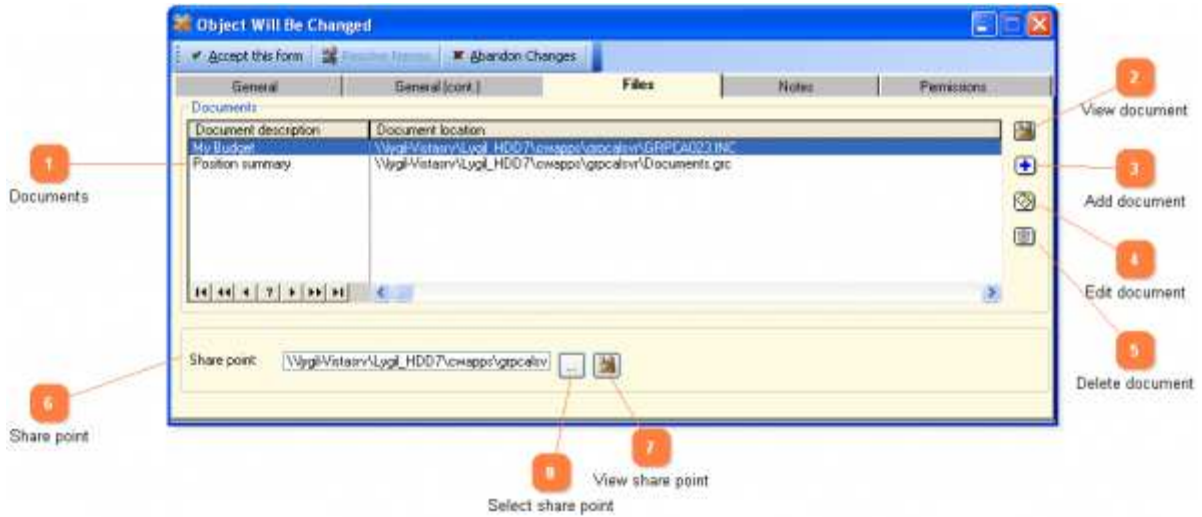 Object Will Be Changed
Accept this form Abandon Changes
General General (cont.) Files Notes Permissions
Documents
Document description Document location
My Budget \\lygil-Vistasrv\Lygil_HDD7\cwapps\grpcalsvr\GRPCA023.INC
Position summary \\lygil-Vistasrv\Lygil_HDD7\cwapps\grpcalsvr\Documents.grc
Share point \\lygil-Vistasrv\Lygil_HDD7\cwapps\grpcalsv ...
1
Documents
2
View document
3
Add document
4
Edit document
5
Delete document
6
Share point
7
View share point
8
Select share point